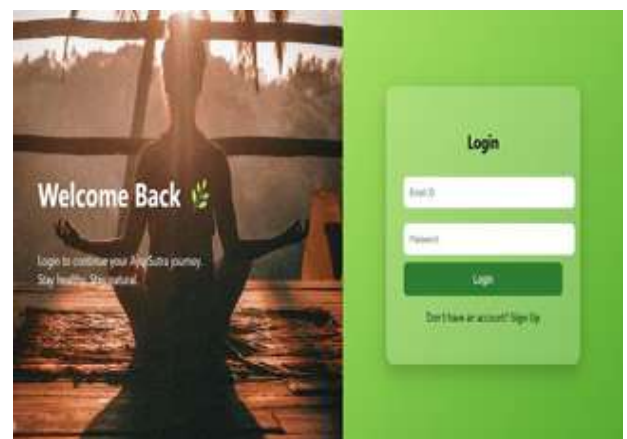 Welcome Back 🌿
Login to continue your AyurSutra journey.
Stay healthy. Stay natural.
Login
Email ID
Password
Login
Don't have an account? Sign Up